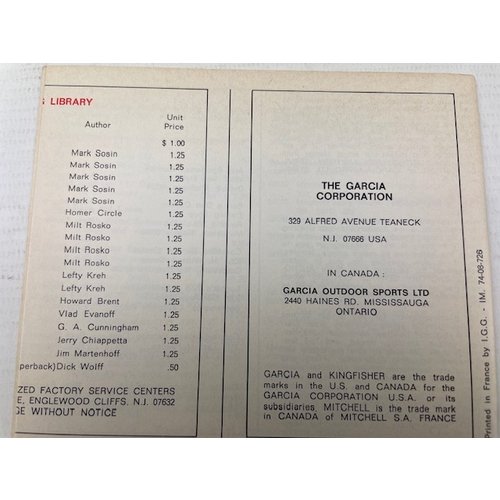 G LIBRARY
Author Unit Price
$ 1.00
Mark Sosin 1.25
Mark Sosin 1.25
Mark Sosin 1.25
Mark Sosin 1.25
Mark Sosin 1.25
Homer Circle 1.25
Milt Rosko 1.25
Milt Rosko 1.25
Milt Rosko 1.25
Milt Rosko 1.25
Lefty Kreh 1.25
Lefty Kreh 1.25
Howard Brent 1.25
Vlad Evanoff 1.25
G. A. Cunningham 1.25
Jerry Chiappetta 1.25
Jim Martenhoff 1.25
perback) Dick Wolff .50
ZED FACTORY SERVICE CENTERS
E, ENGLEWOOD CLIFFS. N.J. 07632
GE WITHOUT NOTICE
THE GARCIA
CORPORATION
329 ALFRED AVENUE TEANECK
N.J. 07666 USA
IN CANADA :
GARCIA OUTDOOR SPORTS LTD
2440 HAINES RD. MISSISSAUGA
ONTARIO
GARCIA and KINGFISHER are the trade
marks in the U.S. and CANADA for the
GARCIA CORPORATION U.S.A. or its
subsidiaries MITCHELL is the trade mark
in CANADA of MITCHELL S.A. FRANCE
Printed in France by I.G.G. - IM. 74-08-726